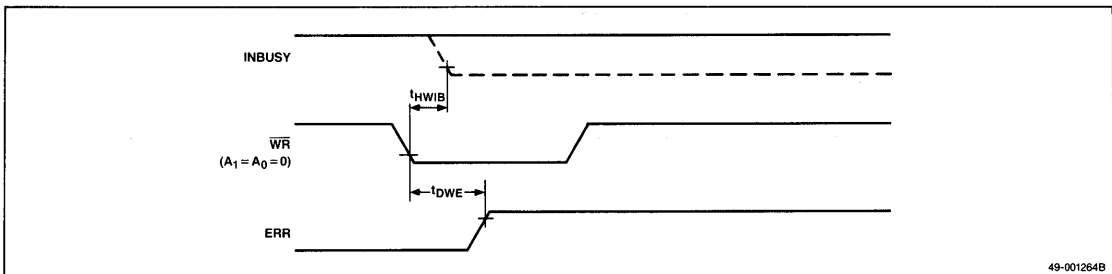 INBUSY
tHWIB
WR
(A1 = A0 = 0)
tDWE
ERR
49-001264B